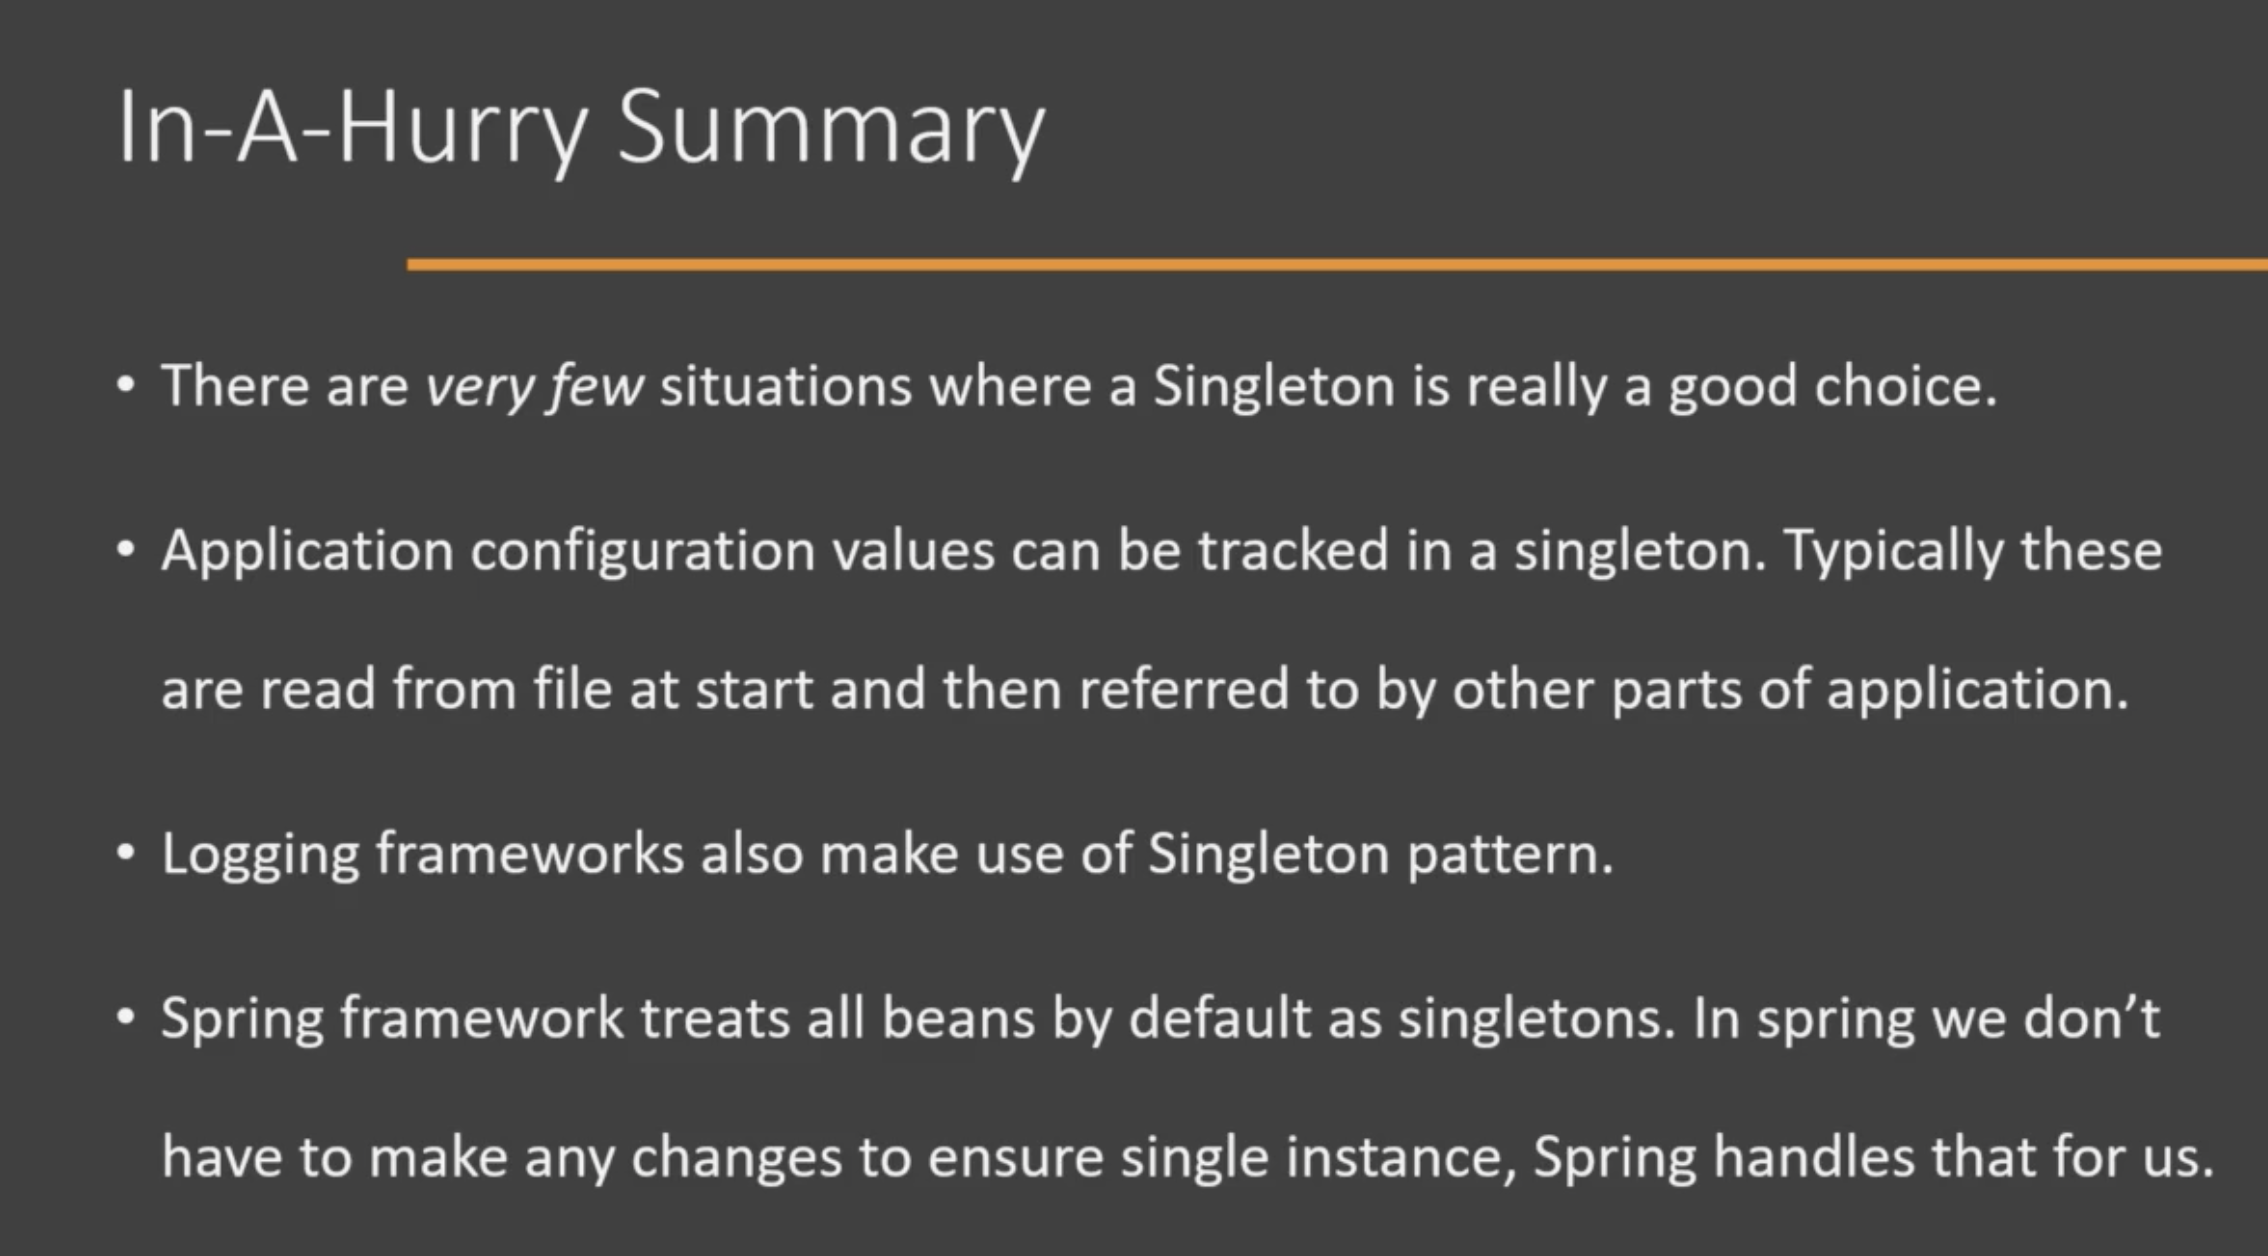 In-A-Hurry Summary
• There are very few situations where a Singleton is really a good choice.
• Application configuration values can be tracked in a singleton. Typically these
are read from file at start and then referred to by other parts of application.
• Logging frameworks also make use of Singleton pattern.
• Spring framework treats all beans by default as singletons. In spring we don’t
have to make any changes to ensure single instance, Spring handles that for us.